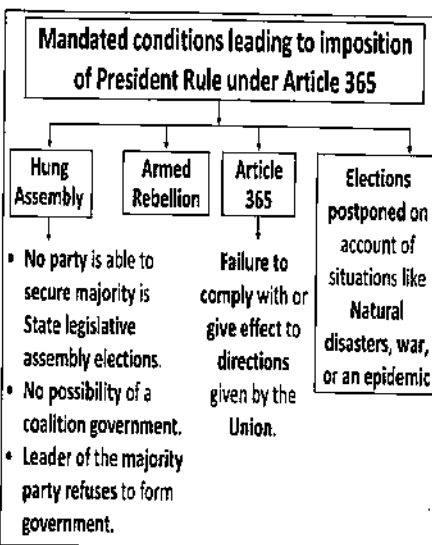 Mandated conditions leading to imposition
of President Rule under Article 365
Hung
Assembly
• No party is able to
secure majority is
State legislative
assembly elections.
• No possibility of a
coalition government.
• Leader of the majority
party refuses to form
government.
Armed
Rebellion
Article
365
Failure to
comply with or
give effect to
directions
given by the
Union.
Elections
postponed on
account of
situations like
Natural
disasters, war,
or an epidemic